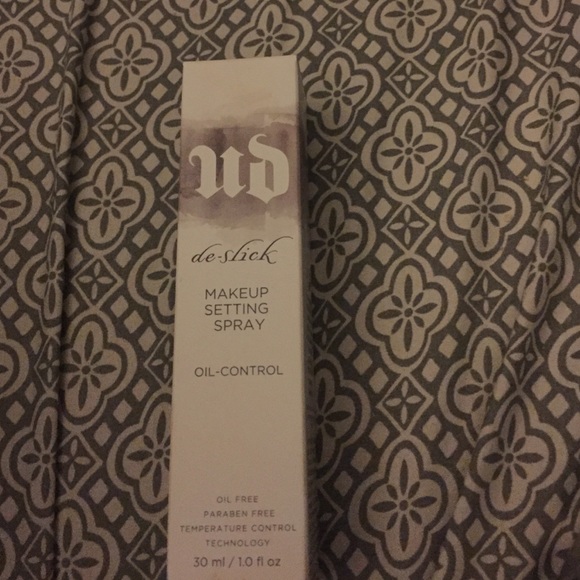 UD
de-slick
MAKEUP
SETTING
SPRAY
OIL-CONTROL
OIL FREE
PARABEN FREE
TEMPERATURE CONTROL
TECHNOLOGY
30 ml / 1.0 fl oz